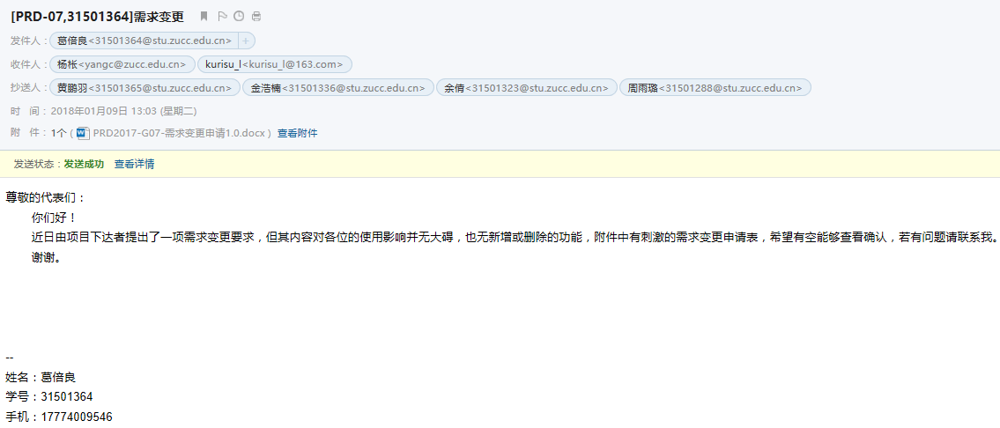 [PRD-07,31501364]需求变更
发件人：葛倍良<31501364@stu.zucc.edu.cn> +
收件人：杨枨<yangc@zucc.edu.cn> kurisu_l<kurisu_l@163.com>
抄送人：黄鹏羽<31501365@stu.zucc.edu.cn> 金浩楠<31501336@stu.zucc.edu.cn> 余倩<31501323@stu.zucc.edu.cn> 周雨璐<31501288@stu.zucc.edu.cn>
时 间：2018年01月09日 13:03 (星期二)
附 件：1个 ( PRD2017-G07-需求变更申请1.0.docx ) 查看附件
发送状态：发送成功 查看详情
尊敬的代表们：
你们好！
近日由项目下达者提出了一项需求变更要求，但其内容对各位的使用影响并无大碍，也无新增或删除的功能，附件中有刺激的需求变更申请表，希望有空能够查看确认，若有问题请联系我。
谢谢。
--
姓名：葛倍良
学号：31501364
手机：17774009546